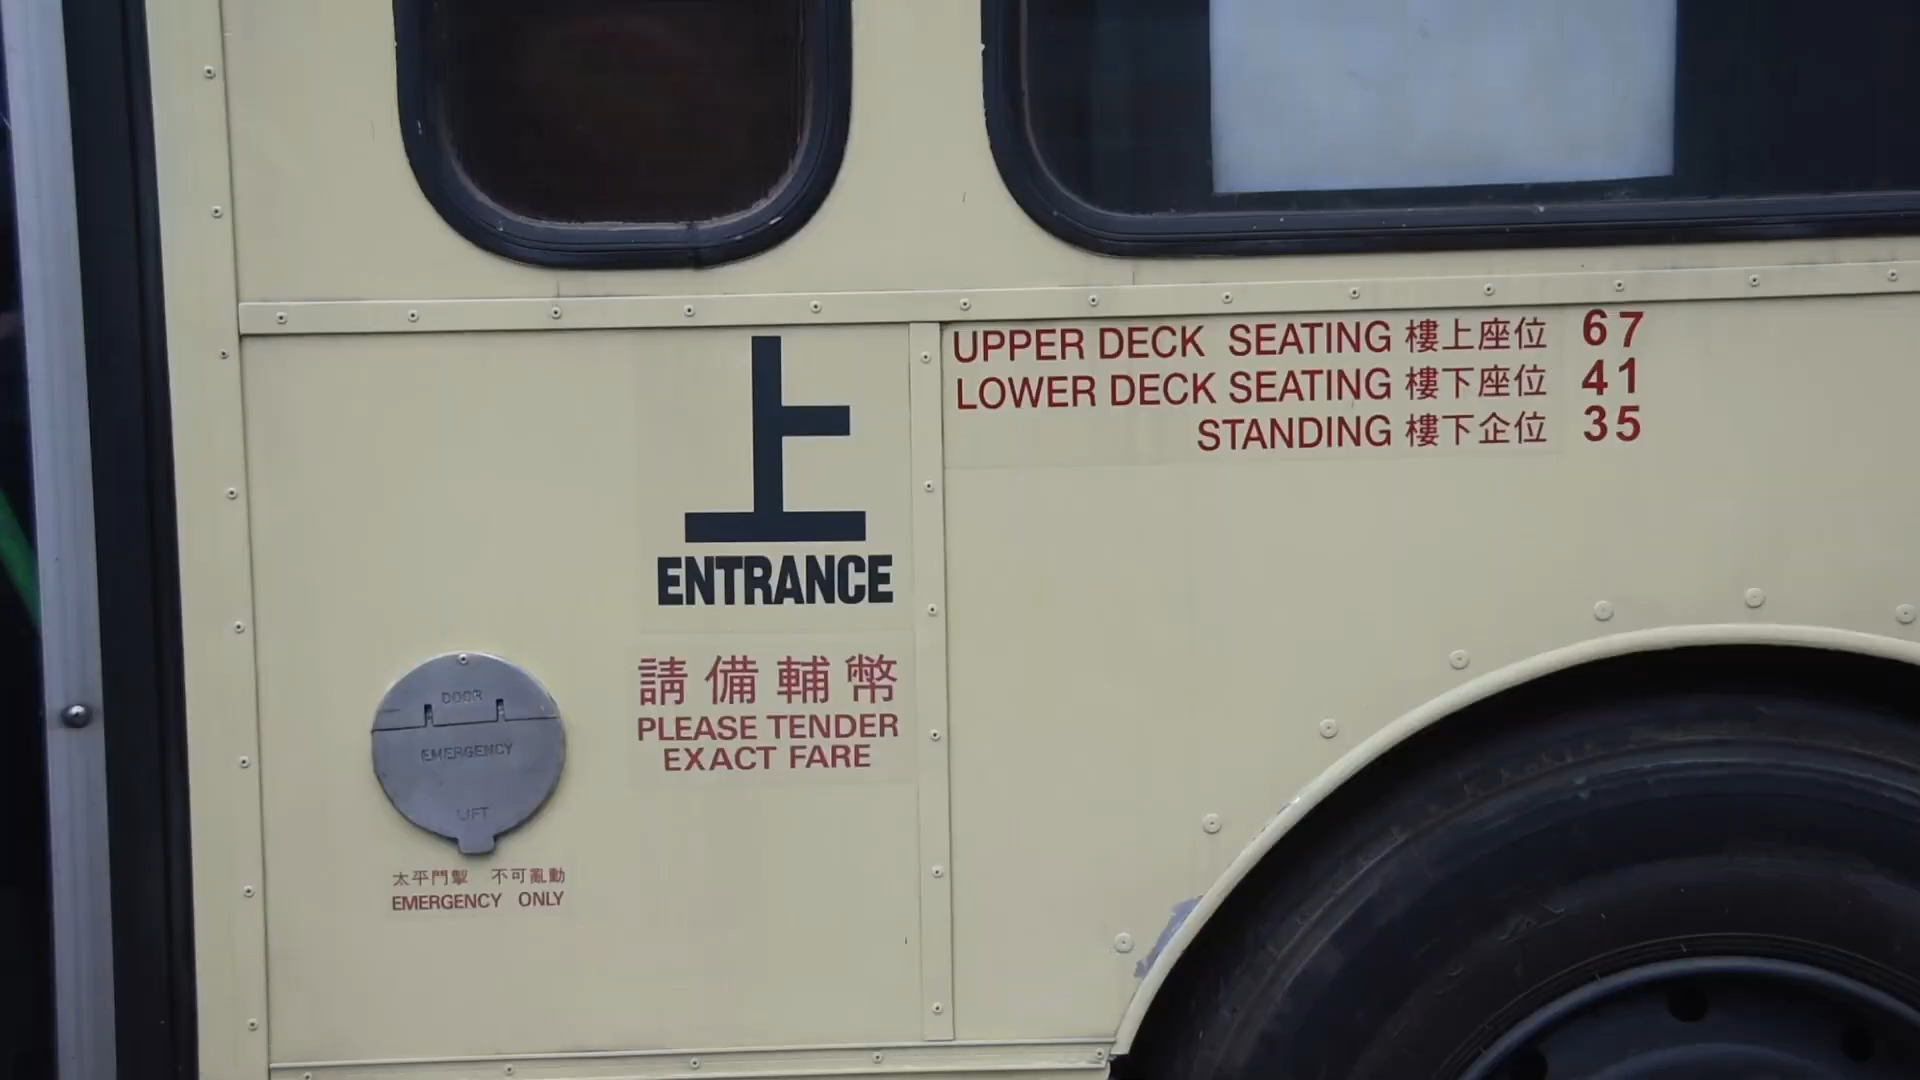 上
ENTRANCE
請備輔幣
PLEASE TENDER
EXACT FARE
UPPER DECK SEATING 樓上座位 67
LOWER DECK SEATING 樓下座位 41
STANDING 樓下企位 35
DOOR
EMERGENCY
LIFT
太平門掣 不可亂動
EMERGENCY ONLY